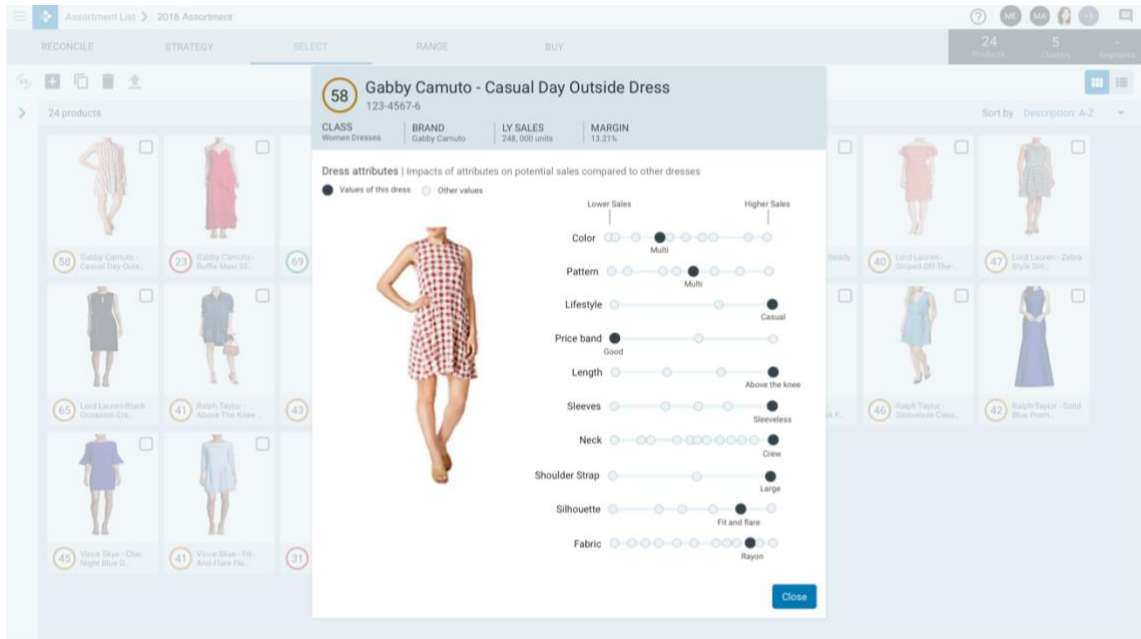 Assortment List > 2018 Assortment
? NE MA +1
RECONCILE STRATEGY SELECT RANGE BUY
24 Products 5 Clusters - Segments
24 products
Sort by Description: A-Z
58 Gabby Camuto - Casual Day Outside Dress
123-4567-6
CLASS BRAND LY SALES MARGIN
Women Dresses Gabby Camuto 248, 000 units 13.21%
Dress attributes | Impacts of attributes on potential sales compared to other dresses
Values of this dress Other values
Lower Sales Higher Sales
Color
Multi
Pattern
Multi
Lifestyle
Casual
Price band
Good
Length
Above the knee
Sleeves
Sleeveless
Neck
Crew
Shoulder Strap
Large
Silhouette
Fit and flare
Fabric
Rayon
Close
58 Gabby Camuto - Casual Day Outs...
23 Gabby Camuto - Ruffle Maxi Sil...
69
Ready
40 Lord Lauren - Striped Off-The-...
47 Lord Lauren - Zebra Style Stri...
65 Lord Lauren Black Occasion Cre...
41 Ralph Taylor - Above The Knee ...
43
46 Ralph Taylor - Sleeveless Casu...
42 Ralph Taylor - Solid Blue Prom ...
45 Vince Skye - Chic Night Blue D...
41 Vince Skye - Fit-And-Flare Flo...
31